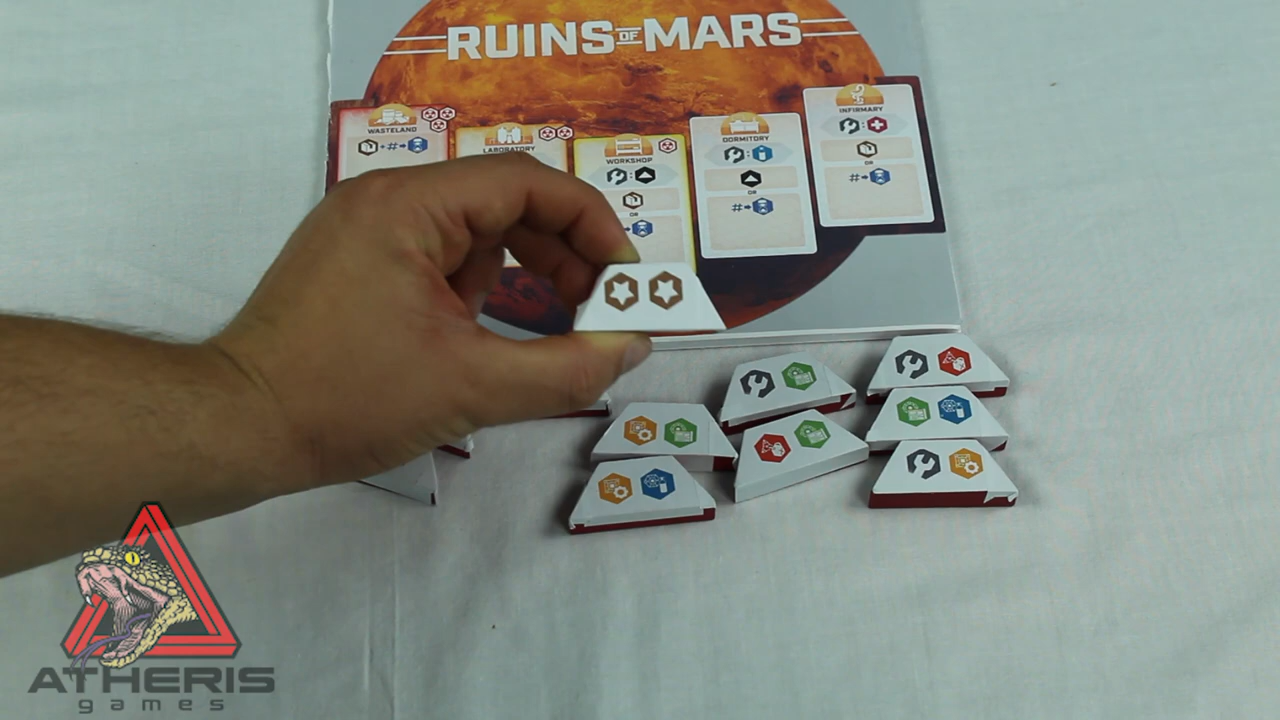 RUINS OF MARS
WASTELAND
# →
LABORATORY
WORKSHOP
:
OR
DORMITORY
:
OR
# →
INFIRMARY
:
OR
# →
ATHERIS
games